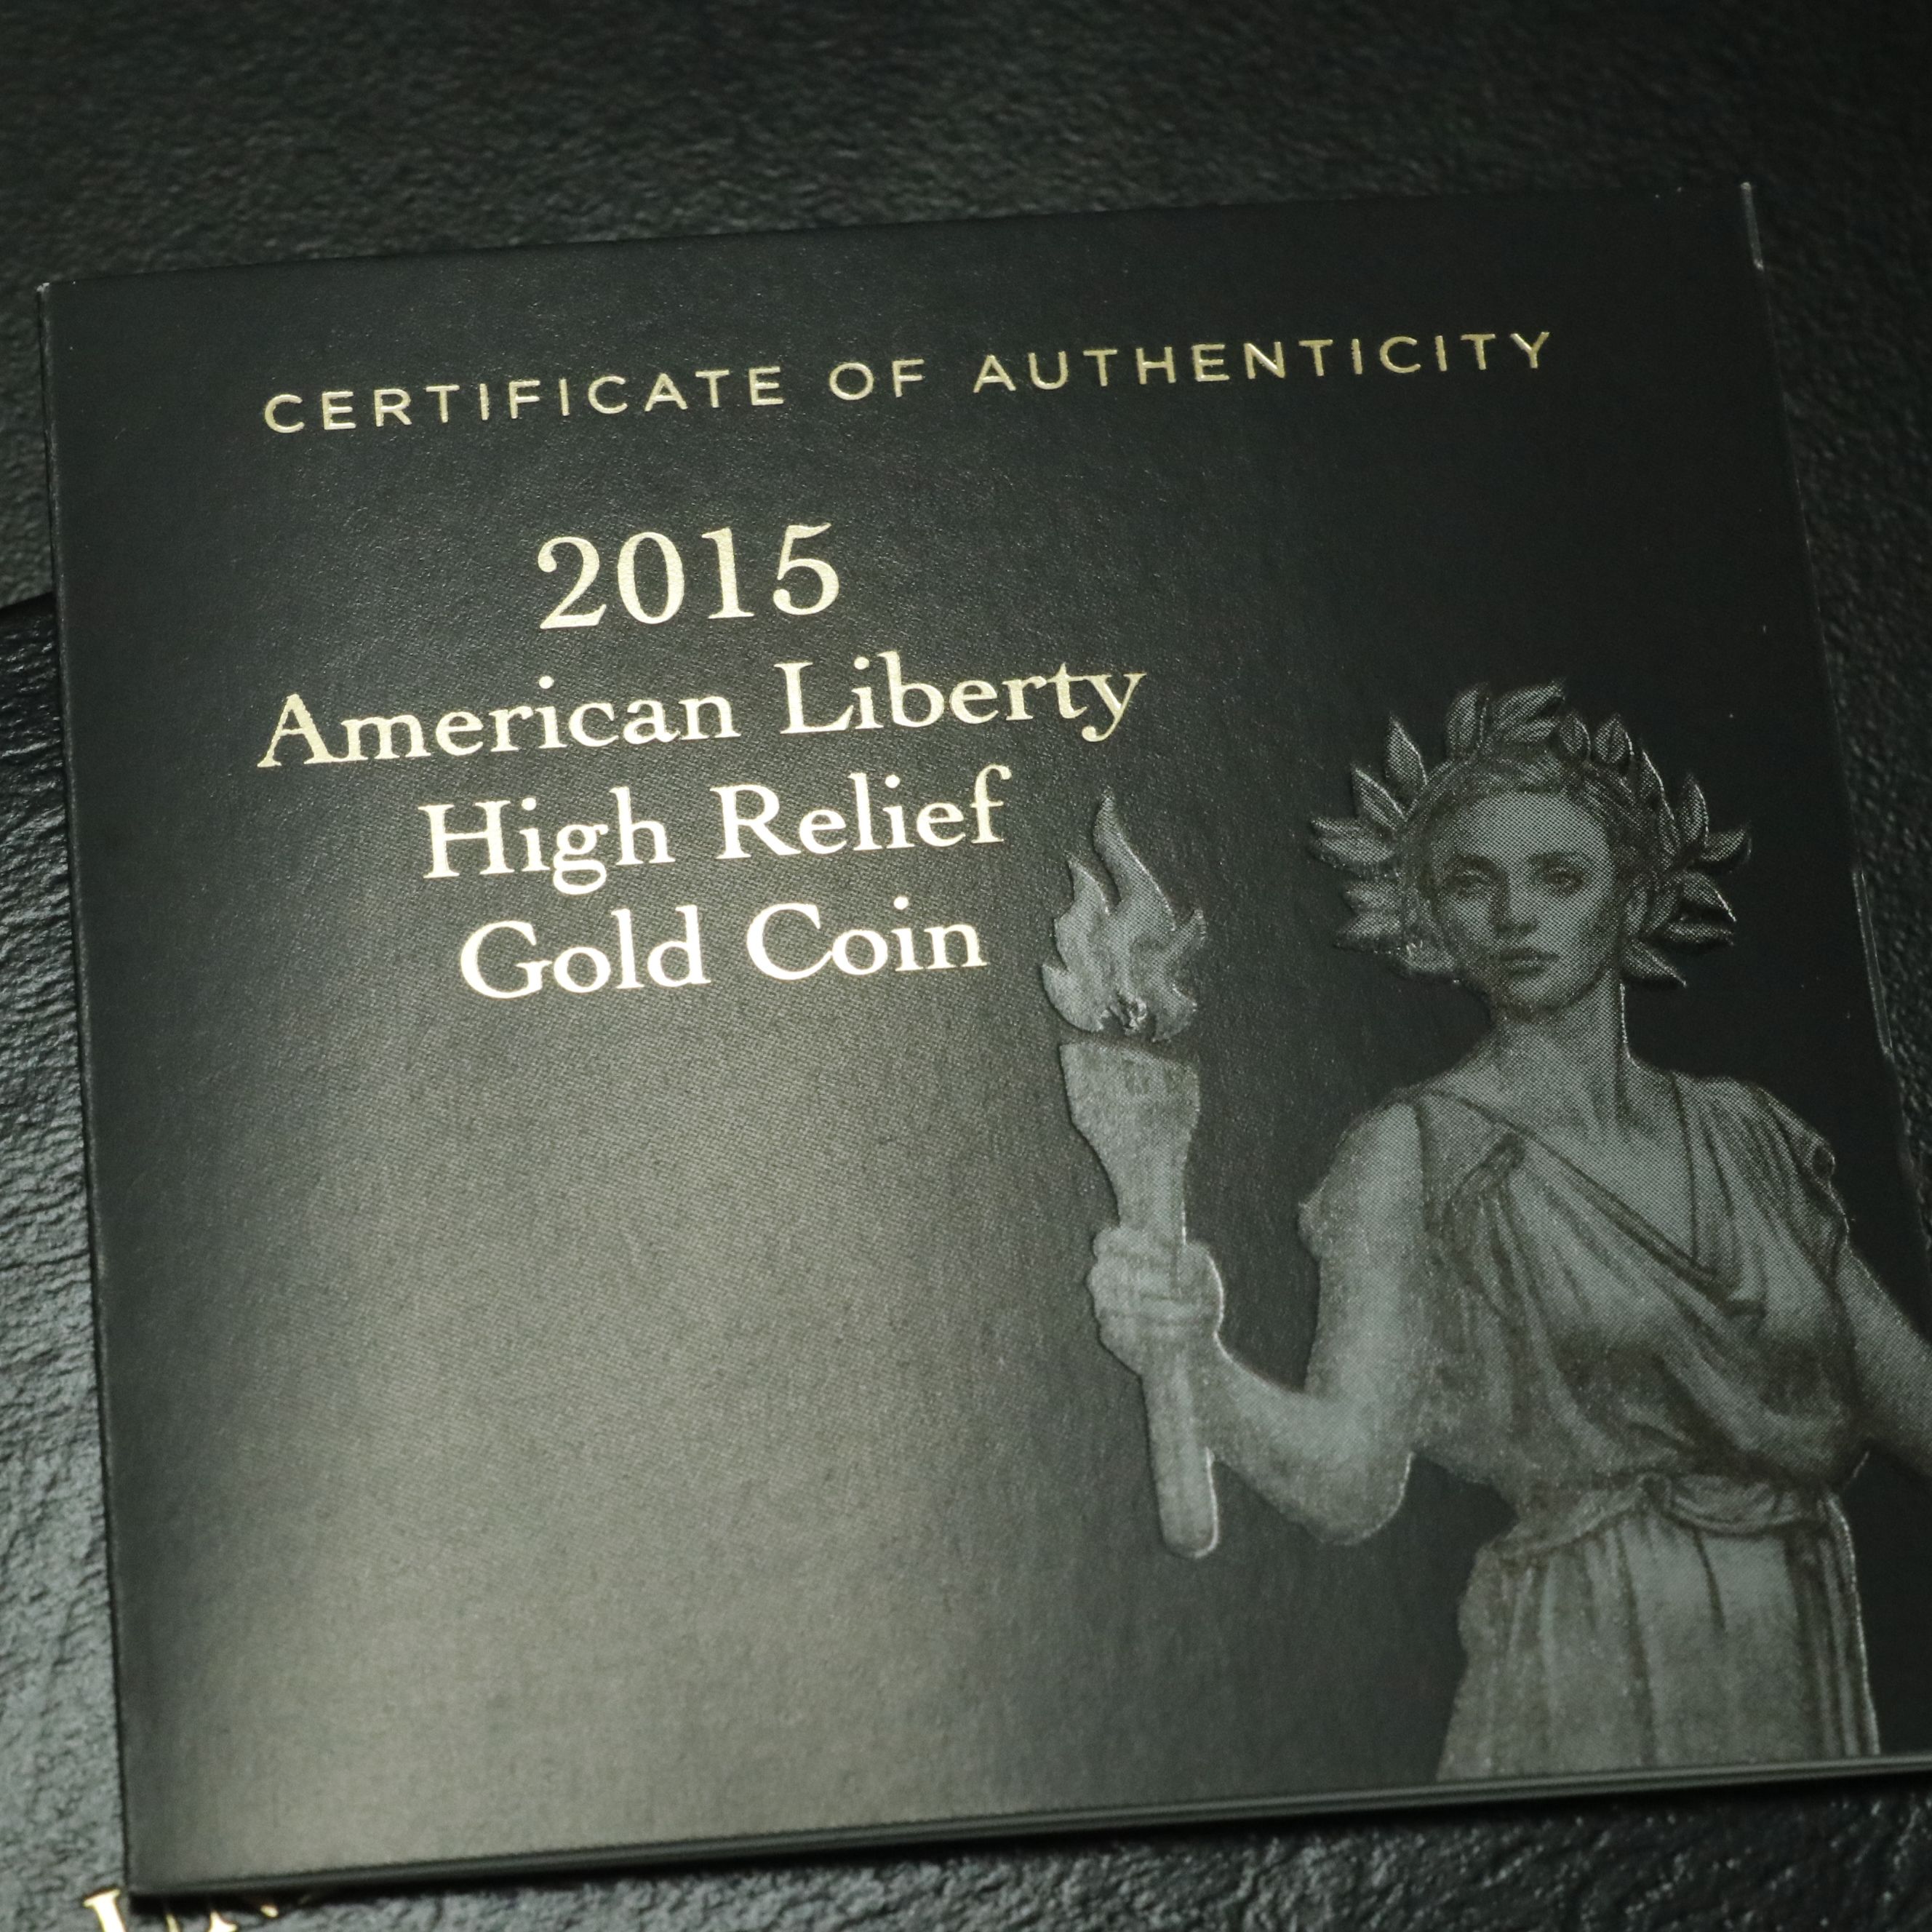 CERTIFICATE OF AUTHENTICITY
2015
American Liberty
High Relief
Gold Coin